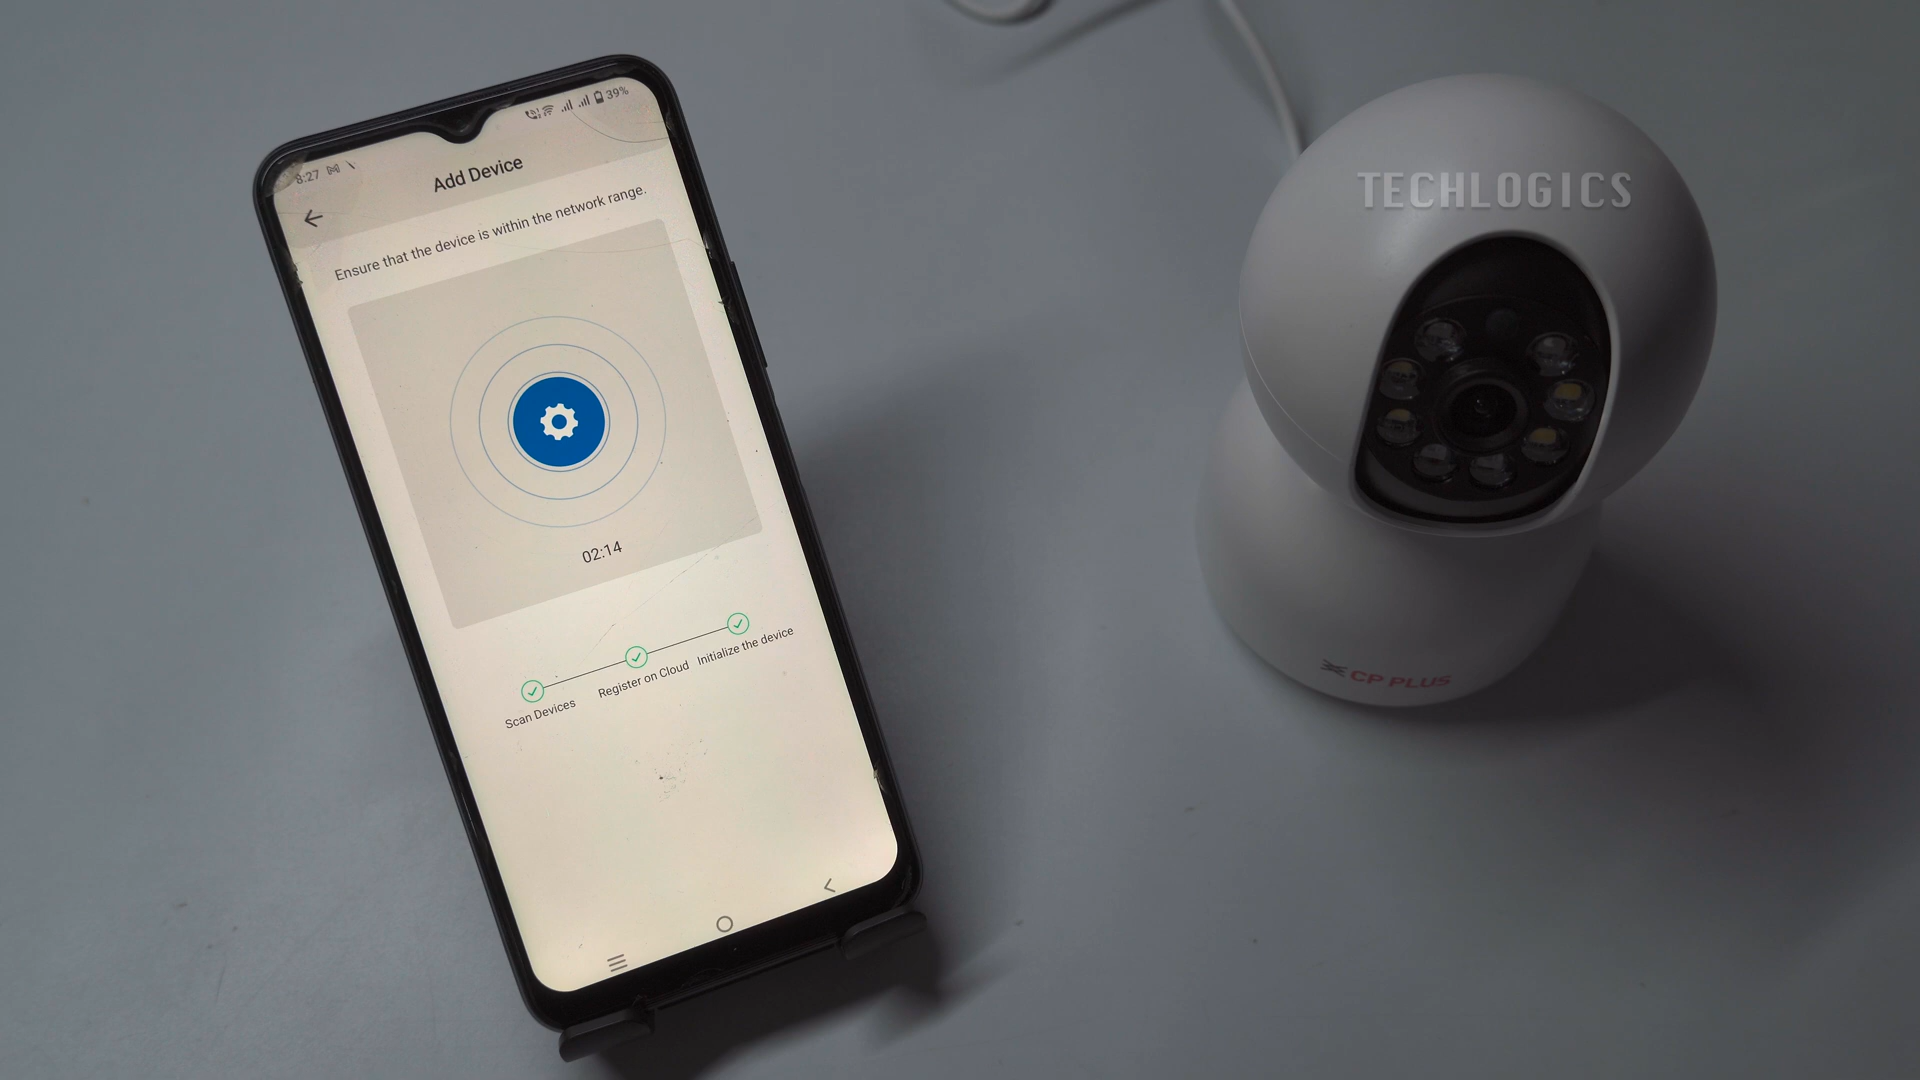 8:27
39%
Add Device
Ensure that the device is within the network range.
02:14
Scan Devices
Register on Cloud
Initialize the device
TECHLOGICS
CP PLUS